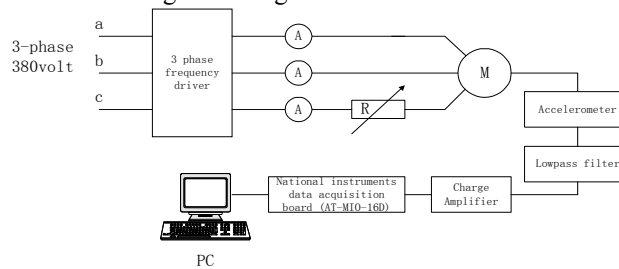 a
3-phase
380volt
b
c
3 phase
frequency
driver
A
A
A
R
M
Accelerometer
Lowpass filter
National instruments
data acquisition
board (AT-MIO-16D)
Charge
Amplifier
PC